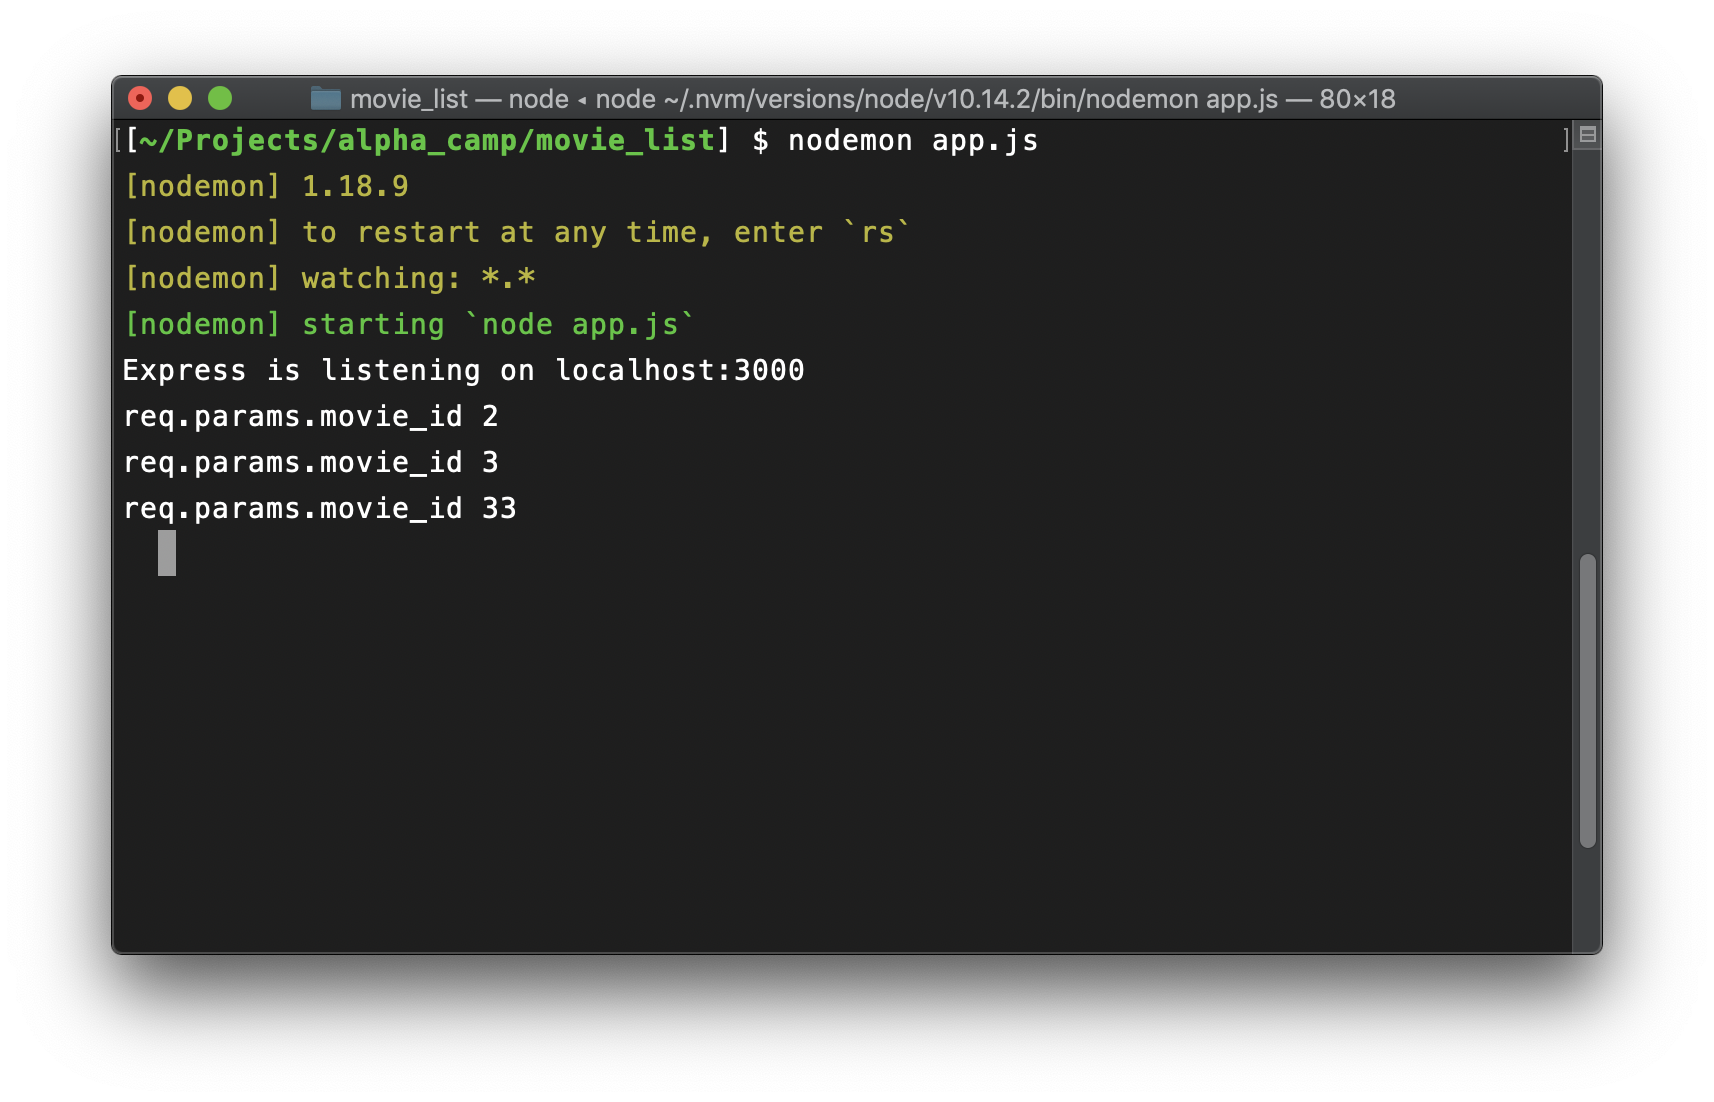 movie_list — node ◂ node ~/.nvm/versions/node/v10.14.2/bin/nodemon app.js — 80×18
[[~/Projects/alpha_camp/movie_list] $ nodemon app.js ]
[nodemon] 1.18.9
[nodemon] to restart at any time, enter `rs`
[nodemon] watching: *.*
[nodemon] starting `node app.js`
Express is listening on localhost:3000
req.params.movie_id 2
req.params.movie_id 3
req.params.movie_id 33